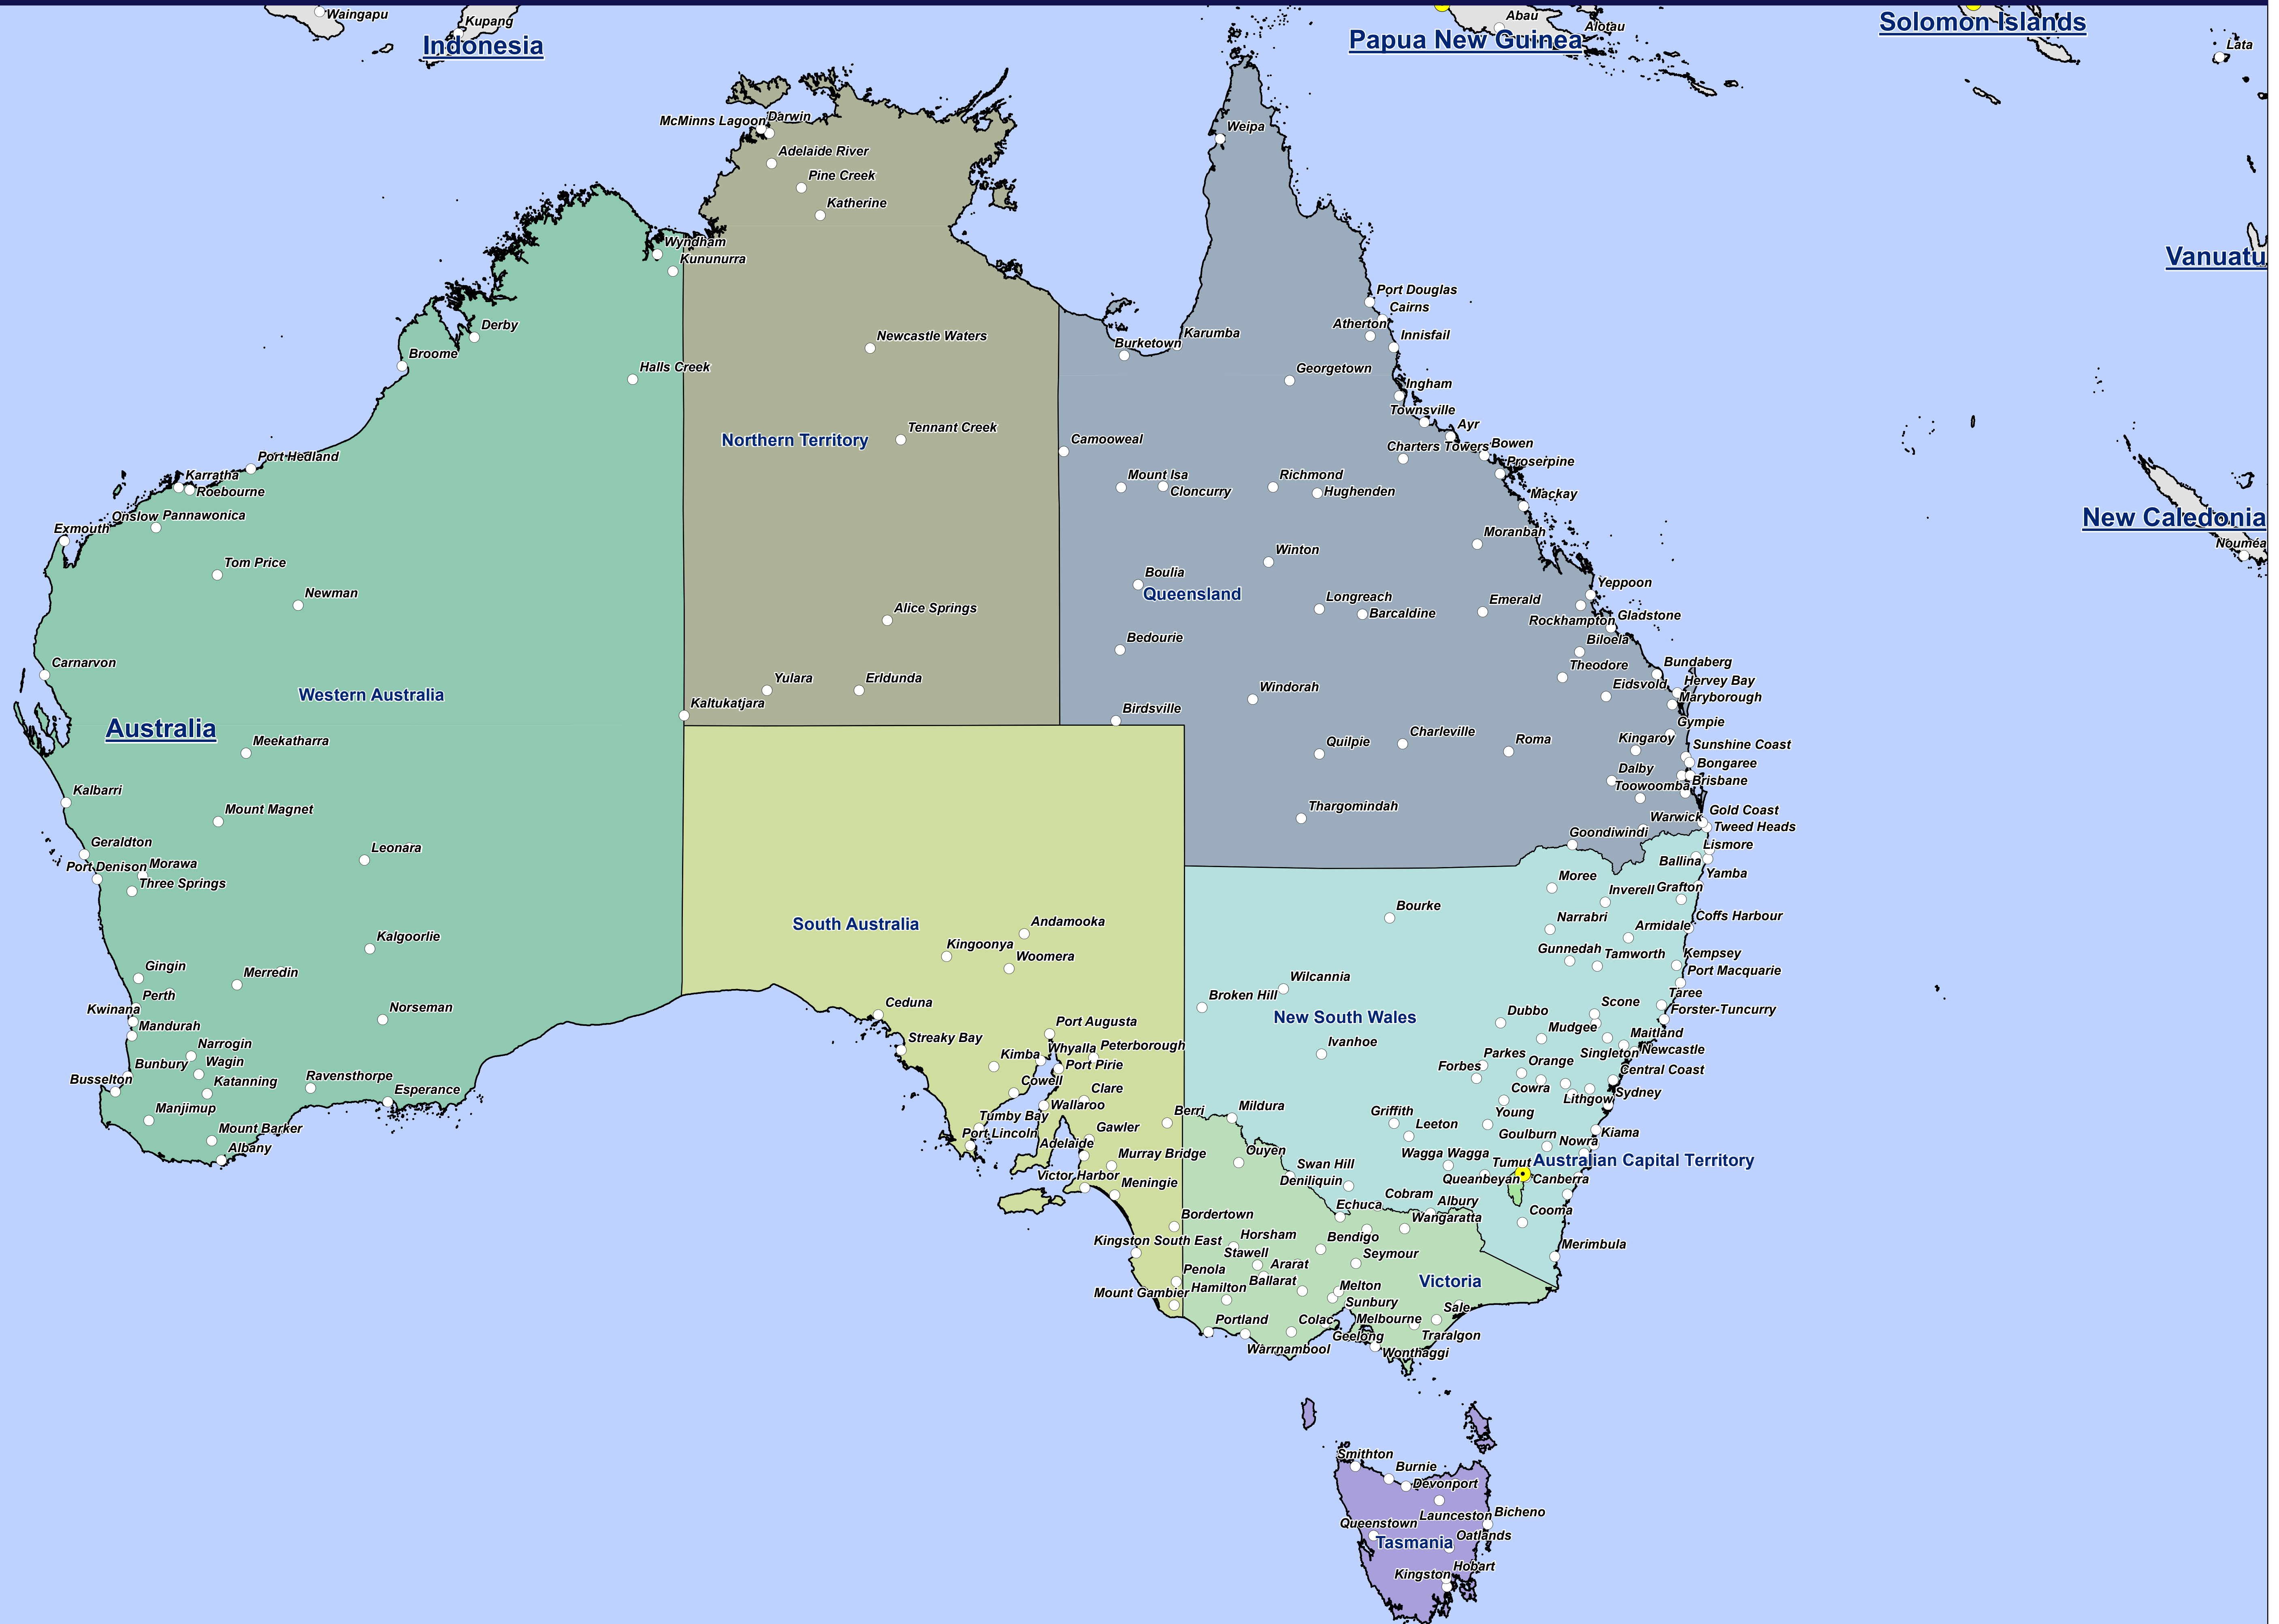 Waingapu
Kupang
Indonesia
Abau
Alotau
Papua New Guinea
Solomon Islands
Lata
McMinns Lagoon
Darwin
Weipa
Adelaide River
Pine Creek
Katherine
Wyndham
Kununurra
Vanuatu
Port Douglas
Cairns
Derby
Atherton
Innisfail
Newcastle Waters
Karumba
Burketown
Broome
Halls Creek
Georgetown
Ingham
Townsville
Ayr
Tennant Creek
Northern Territory
Camooweal
Charters Towers
Bowen
Port Hedland
Proserpine
Karratha
Roebourne
Mount Isa
Cloncurry
Richmond
Hughenden
Mackay
Onslow
Pannawonica
Exmouth
New Caledonia
Moranbah
Nouméa
Winton
Tom Price
Boulia
Yeppoon
Newman
Queensland
Longreach
Barcaldine
Emerald
Alice Springs
Rockhampton
Gladstone
Bedourie
Biloela
Carnarvon
Theodore
Bundaberg
Yulara
Erldunda
Windorah
Eidsvold
Hervey Bay
Western Australia
Maryborough
Kaltukatjara
Birdsville
Australia
Gympie
Meekatharra
Quilpie
Charleville
Roma
Kingaroy
Sunshine Coast
Bongaree
Dalby
Brisbane
Toowoomba
Kalbarri
Mount Magnet
Thargomindah
Gold Coast
Warwick
Tweed Heads
Goondiwindi
Geraldton
Leonara
Lismore
Ballina
Port Denison
Morawa
Three Springs
Yamba
Moree
Inverell
Grafton
Bourke
Coffs Harbour
Narrabri
Armidale
South Australia
Andamooka
Kalgoorlie
Kingoonya
Woomera
Gunnedah
Tamworth
Kempsey
Port Macquarie
Gingin
Merredin
Wilcannia
Broken Hill
Taree
Perth
Kwinana
Norseman
Ceduna
Scone
Forster-Tuncurry
Dubbo
New South Wales
Mandurah
Port Augusta
Mudgee
Maitland
Streaky Bay
Narrogin
Ivanhoe
Peterborough
Whyalla
Kimba
Parkes
Singleton
Newcastle
Bunbury
Wagin
Port Pirie
Forbes
Orange
Central Coast
Busselton
Katanning
Ravensthorpe
Esperance
Cowell
Clare
Cowra
Lithgow
Sydney
Manjimup
Wallaroo
Tumby Bay
Berri
Mildura
Griffith
Leeton
Young
Mount Barker
Gawler
Port Lincoln
Adelaide
Goulburn
Nowra
Kiama
Albany
Murray Bridge
Ouyen
Wagga Wagga
Tumut
Australian Capital Territory
Swan Hill
Victor Harbor
Meningie
Deniliquin
Queanbeyan
Canberra
Cobram
Albury
Echuca
Bordertown
Wangaratta
Cooma
Kingston South East
Horsham
Bendigo
Merimbula
Stawell
Seymour
Penola
Ararat
Ballarat
Victoria
Mount Gambier
Hamilton
Melton
Sunbury
Sale
Portland
Colac
Melbourne
Geelong
Traralgon
Warrnambool
Wonthaggi
Smithton
Burnie
Devonport
Launceston
Bicheno
Queenstown
Oatlands
Tasmania
Hobart
Kingston